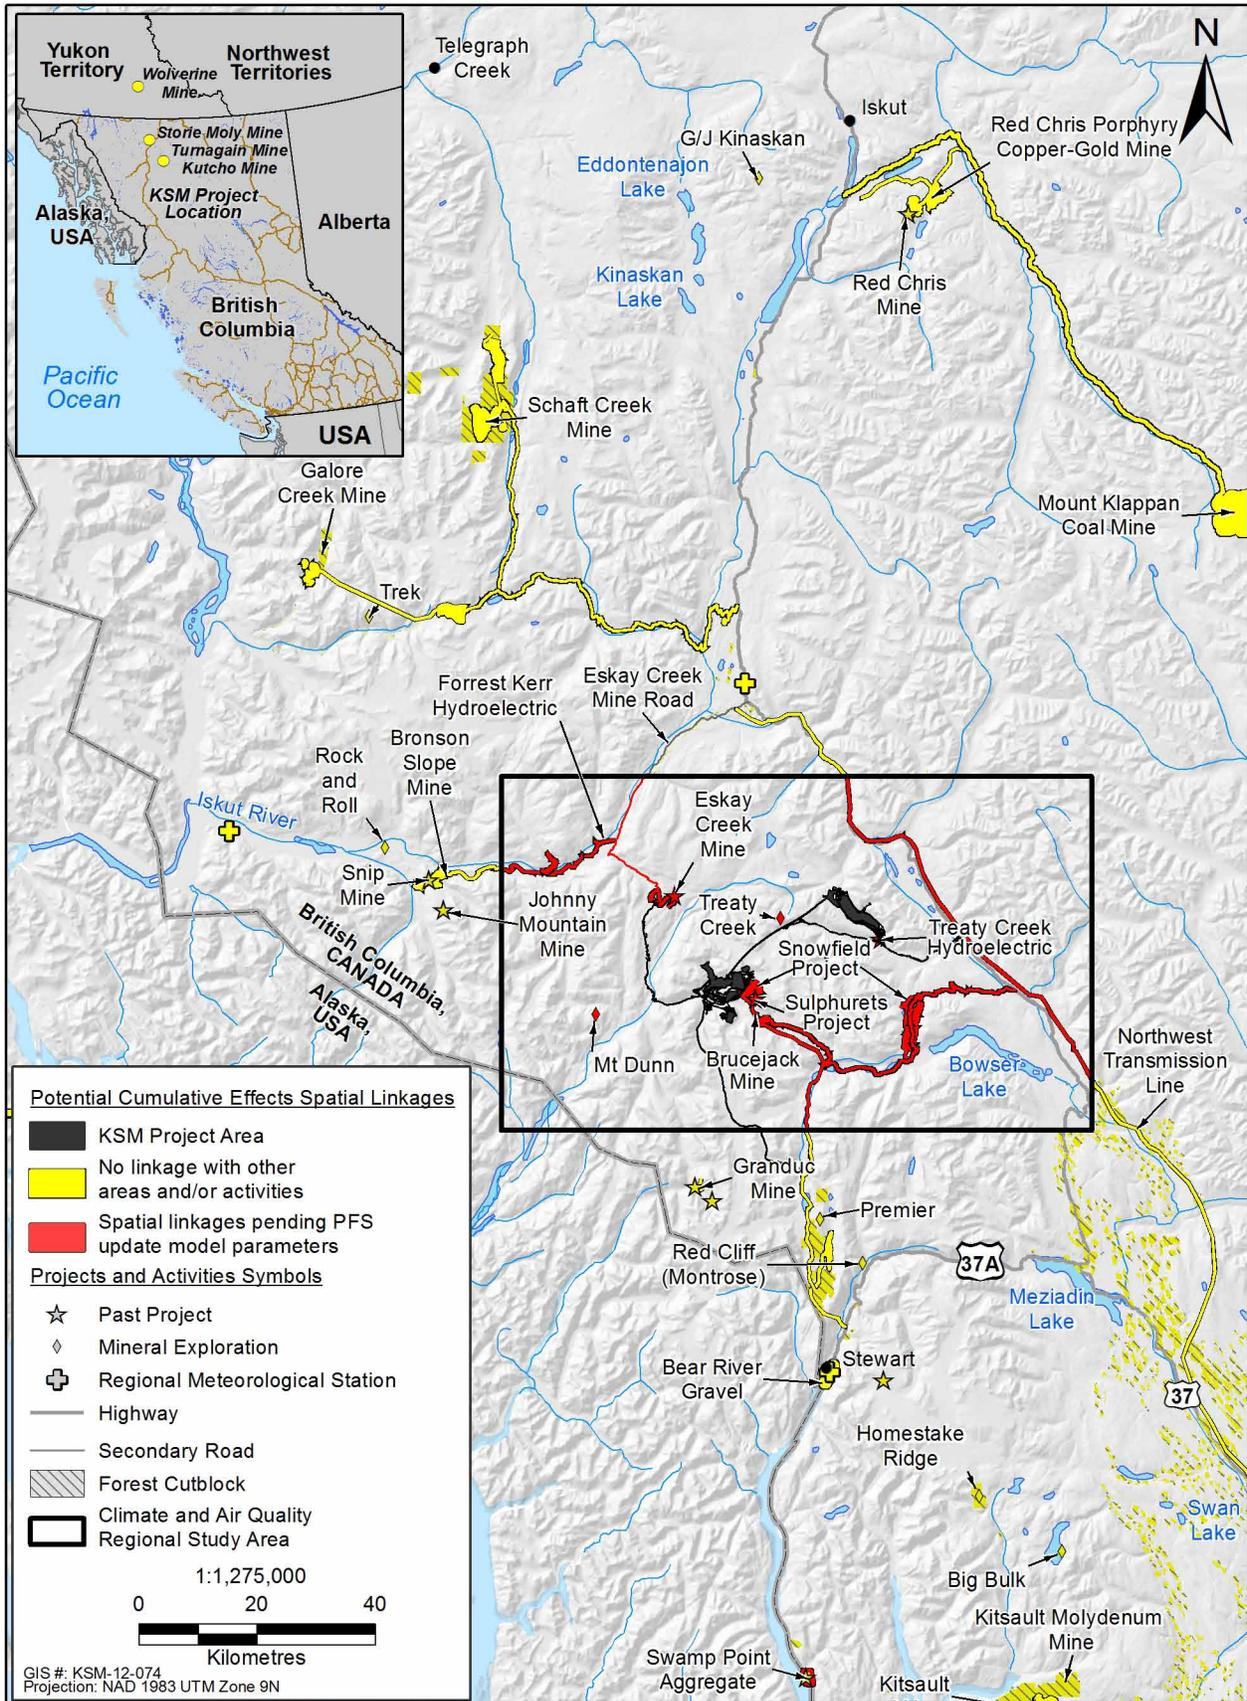 Yukon
Territory
Northwest
Territories
Wolverine
Mine
Storie Moly Mine
Turnagain Mine
Kutcho Mine
KSM Project
Location
Alaska,
USA
Alberta
British
Columbia
Pacific
Ocean
USA
Telegraph
Creek
N
Iskut
G/J Kinaskan
Red Chris Porphyry
Copper-Gold Mine
Eddontenajon
Lake
Kinaskan
Lake
Red Chris
Mine
Schaft Creek
Mine
Galore
Creek Mine
Mount Klappan
Coal Mine
Trek
Forrest Kerr
Hydroelectric
Eskay Creek
Mine Road
Bronson
Slope
Mine
Rock
and
Roll
Iskut River
Eskay
Creek
Mine
Snip
Mine
Johnny
Mountain
Mine
Treaty
Creek
Treaty Creek
Hydroelectric
Snowfield
Project
Sulphurets
Project
British Columbia,
CANADA
Alaska,
USA
Mt Dunn
Brucejack
Mine
Bowser
Lake
Northwest
Transmission
Line
Granduc
Mine
Premier
Red Cliff
(Montrose)
37A
Meziadin
Lake
Bear River
Gravel
Stewart
37
Homestake
Ridge
Swan
Lake
Big Bulk
Kitsault Molydenum
Mine
Swamp Point
Aggregate
Kitsault
Potential Cumulative Effects Spatial Linkages
KSM Project Area
No linkage with other
areas and/or activities
Spatial linkages pending PFS
update model parameters
Projects and Activities Symbols
Past Project
Mineral Exploration
Regional Meteorological Station
Highway
Secondary Road
Forest Cutblock
Climate and Air Quality
Regional Study Area
1:1,275,000
0 20 40
Kilometres
GIS #: KSM-12-074
Projection: NAD 1983 UTM Zone 9N